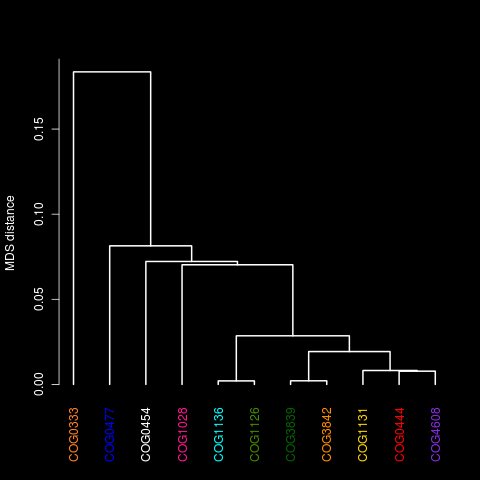 MDS distance
0.15
0.10
0.05
0.00
COG0333
COG0477
COG0454
COG1028
COG1136
COG1126
COG3839
COG3842
COG1131
COG0444
COG4608